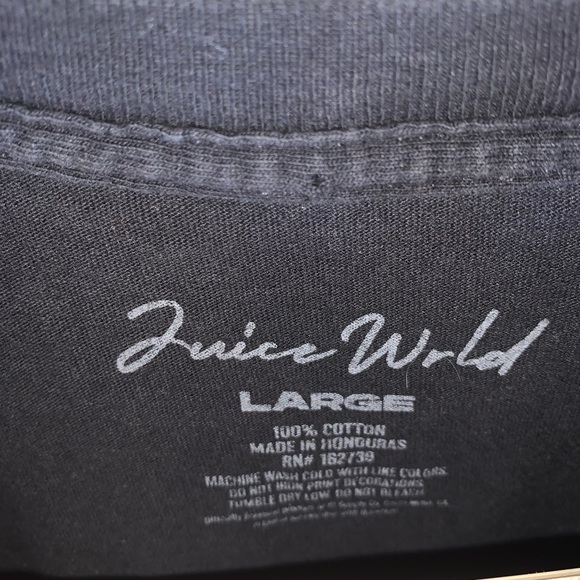 Juice Wrld
LARGE
100% COTTON
MADE IN HONDURAS
RN# 162739
MACHINE WASH COLD WITH LIKE COLORS
DO NOT IRON PRINT DECORATIONS
TUMBLE DRY LOW DO NOT BLEACH